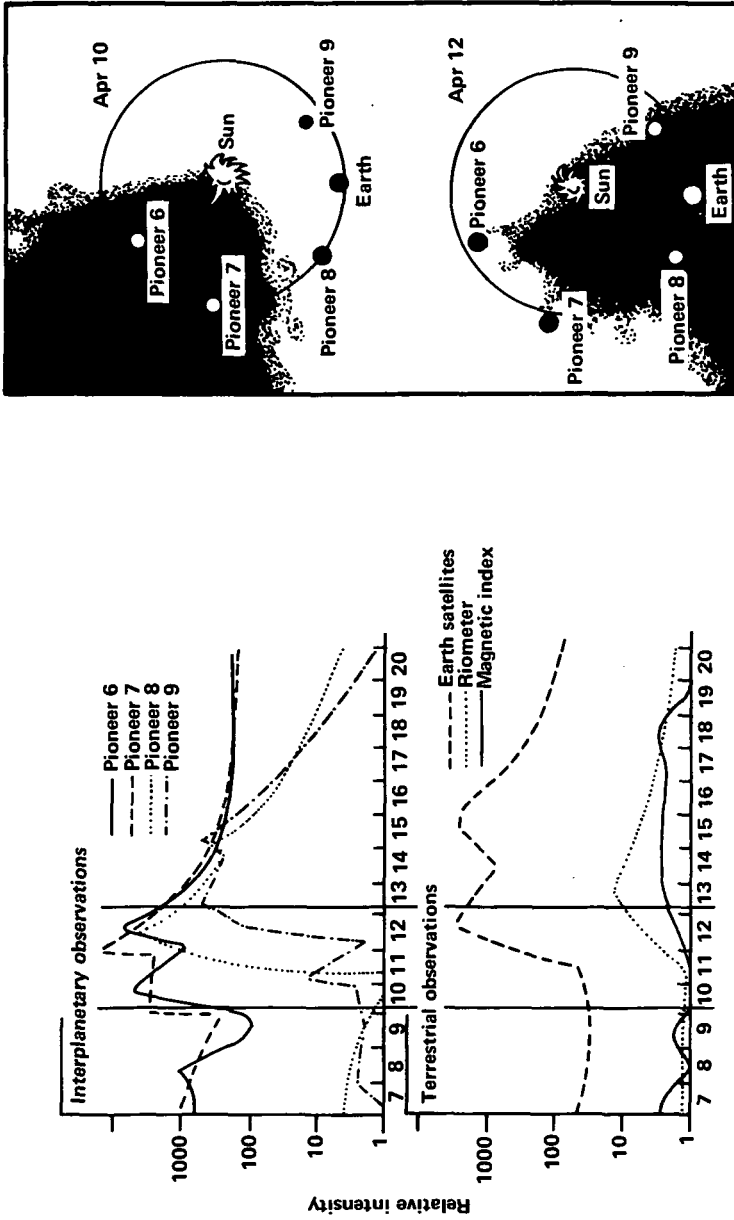 Relative intensity
Interplanetary observations
Pioneer 6
Pioneer 7
Pioneer 8
Pioneer 9
1000
100
10
1
7 8 9 10 11 12 13 14 15 16 17 18 19 20
Terrestrial observations
Earth satellites
Riometer
Magnetic index
1000
100
10
1
7 8 9 10 11 12 13 14 15 16 17 18 19 20
Apr 10
Pioneer 6
Sun
Pioneer 7
Pioneer 9
Earth
Pioneer 8
Apr 12
Pioneer 6
Pioneer 9
Sun
Pioneer 7
Earth
Pioneer 8